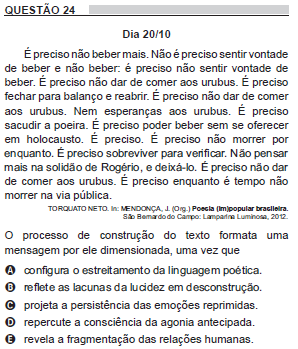 QUESTÃO 24
Dia 20/10
É preciso não beber mais. Não é preciso sentir vontade
de beber e não beber: é preciso não sentir vontade de
beber. É preciso não dar de comer aos urubus. É preciso
fechar para balanço e reabrir. É preciso não dar de comer
aos urubus. Nem esperanças aos urubus. É preciso
sacudir a poeira. É preciso poder beber sem se oferecer
em holocausto. É preciso. É preciso não morrer por
enquanto. É preciso sobreviver para verificar. Não pensar
mais na solidão de Rogério, e deixá-lo. É preciso não dar
de comer aos urubus. É preciso enquanto é tempo não
morrer na via pública.
TORQUATO NETO. In: MENDONÇA, J. (Org.) Poesia (im)popular brasileira.
São Bernardo do Campo: Lamparina Luminosa, 2012.
O processo de construção do texto formata uma
mensagem por ele dimensionada, uma vez que
A configura o estreitamento da linguagem poética.
B reflete as lacunas da lucidez em desconstrução.
C projeta a persistência das emoções reprimidas.
D repercute a consciência da agonia antecipada.
E revela a fragmentação das relações humanas.